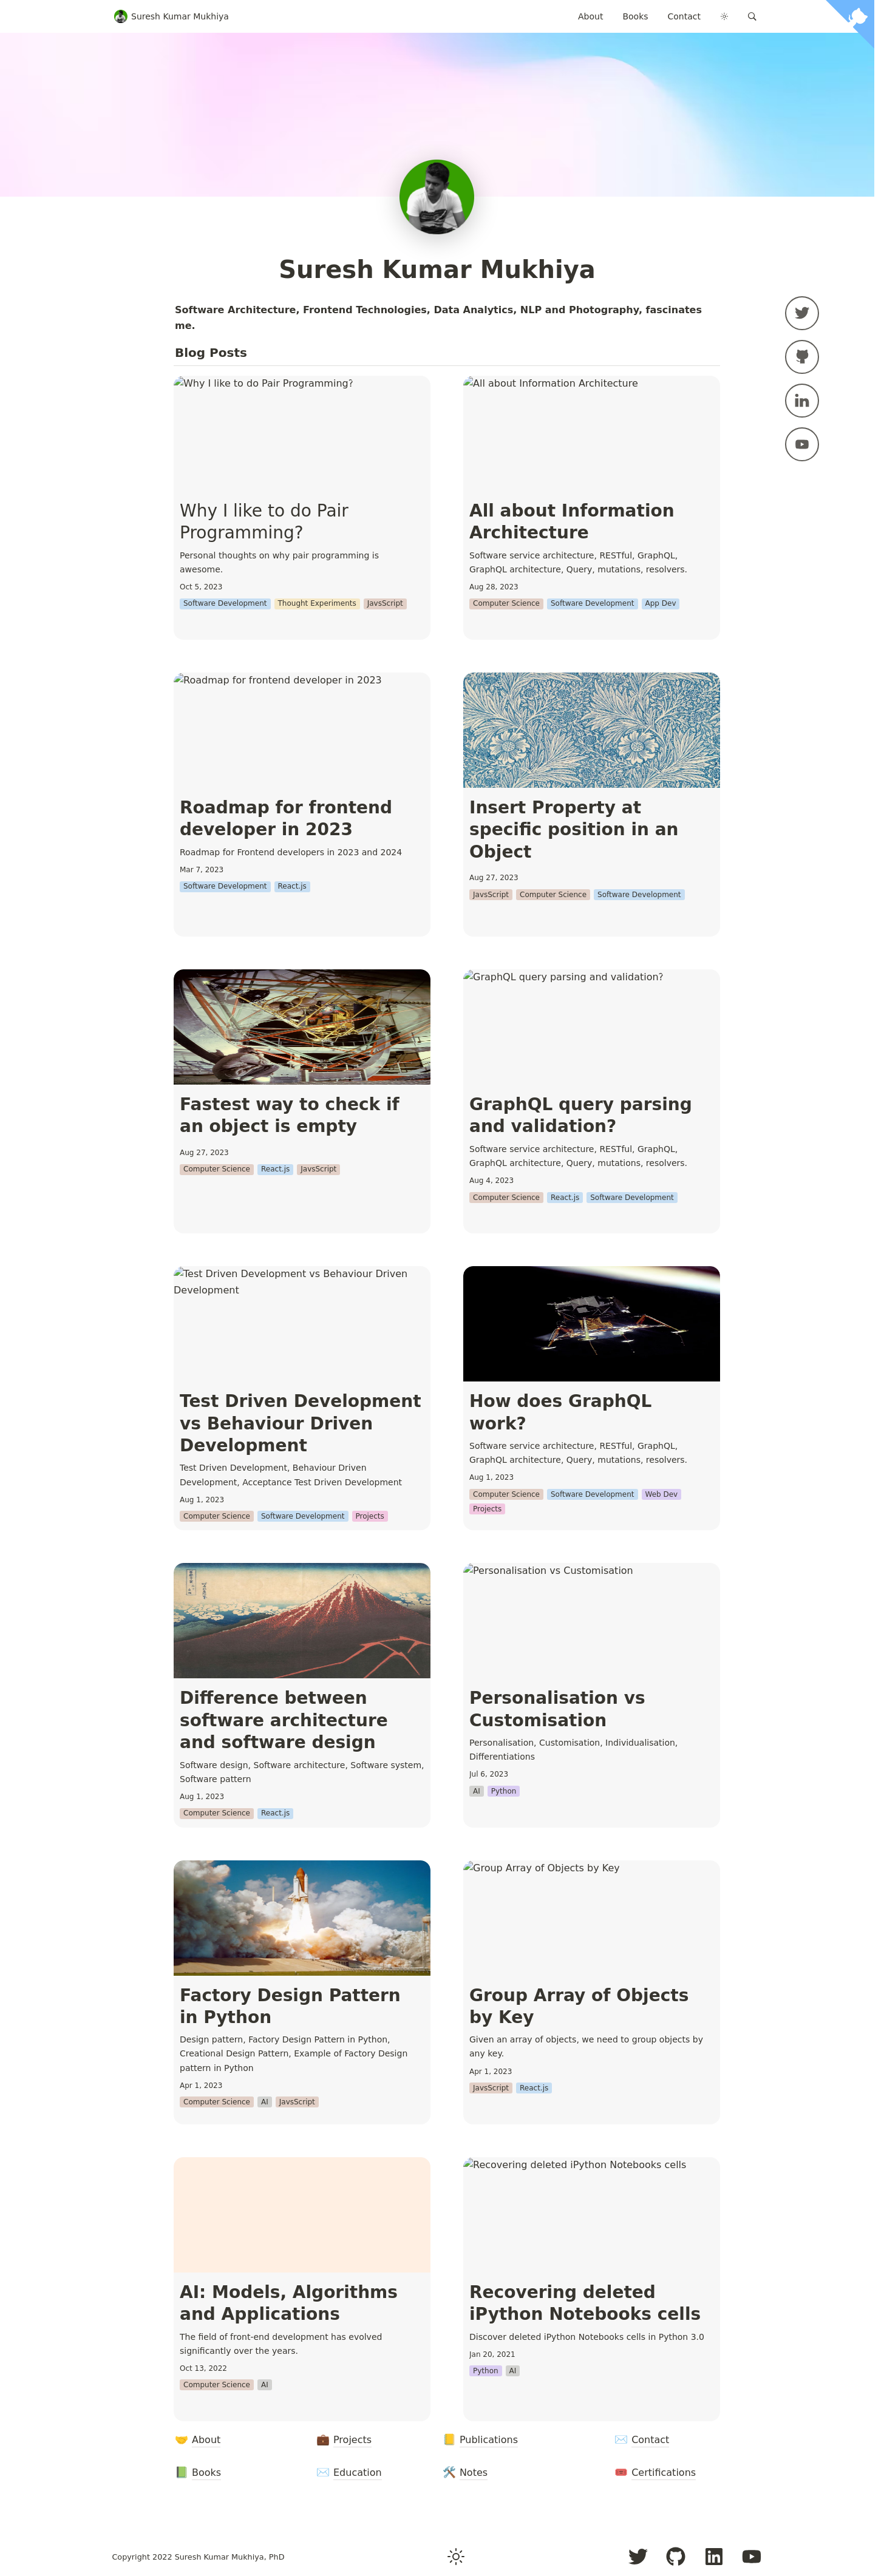 Suresh Kumar Mukhiya
About
Books
Contact
Suresh Kumar Mukhiya
Software Architecture, Frontend Technologies, Data Analytics, NLP and Photography, fascinates
me.
Blog Posts
Why I like to do Pair Programming?
Why I like to do Pair
Programming?
Personal thoughts on why pair programming is
awesome.
Oct 5, 2023
Software Development Thought Experiments JavsScript
All about Information Architecture
All about Information
Architecture
Software service architecture, RESTful, GraphQL,
GraphQL architecture, Query, mutations, resolvers.
Aug 28, 2023
Computer Science Software Development App Dev
Roadmap for frontend developer in 2023
Roadmap for frontend
developer in 2023
Roadmap for Frontend developers in 2023 and 2024
Mar 7, 2023
Software Development React.js
Insert Property at
specific position in an
Object
Aug 27, 2023
JavsScript Computer Science Software Development
Fastest way to check if
an object is empty
Aug 27, 2023
Computer Science React.js JavsScript
GraphQL query parsing and validation?
GraphQL query parsing
and validation?
Software service architecture, RESTful, GraphQL,
GraphQL architecture, Query, mutations, resolvers.
Aug 4, 2023
Computer Science React.js Software Development
Test Driven Development vs Behaviour Driven
Development
Test Driven Development
vs Behaviour Driven
Development
Test Driven Development, Behaviour Driven
Development, Acceptance Test Driven Development
Aug 1, 2023
Computer Science Software Development Projects
How does GraphQL
work?
Software service architecture, RESTful, GraphQL,
GraphQL architecture, Query, mutations, resolvers.
Aug 1, 2023
Computer Science Software Development Web Dev
Projects
Difference between
software architecture
and software design
Software design, Software architecture, Software system,
Software pattern
Aug 1, 2023
Computer Science React.js
Personalisation vs Customisation
Personalisation vs
Customisation
Personalisation, Customisation, Individualisation,
Differentiations
Jul 6, 2023
AI Python
Factory Design Pattern
in Python
Design pattern, Factory Design Pattern in Python,
Creational Design Pattern, Example of Factory Design
pattern in Python
Apr 1, 2023
Computer Science AI JavsScript
Group Array of Objects by Key
Group Array of Objects
by Key
Given an array of objects, we need to group objects by
any key.
Apr 1, 2023
JavsScript React.js
AI: Models, Algorithms
and Applications
The field of front-end development has evolved
significantly over the years.
Oct 13, 2022
Computer Science AI
Recovering deleted iPython Notebooks cells
Recovering deleted
iPython Notebooks cells
Discover deleted iPython Notebooks cells in Python 3.0
Jan 20, 2021
Python AI
About
Projects
Publications
Contact
Books
Education
Notes
Certifications
Copyright 2022 Suresh Kumar Mukhiya, PhD